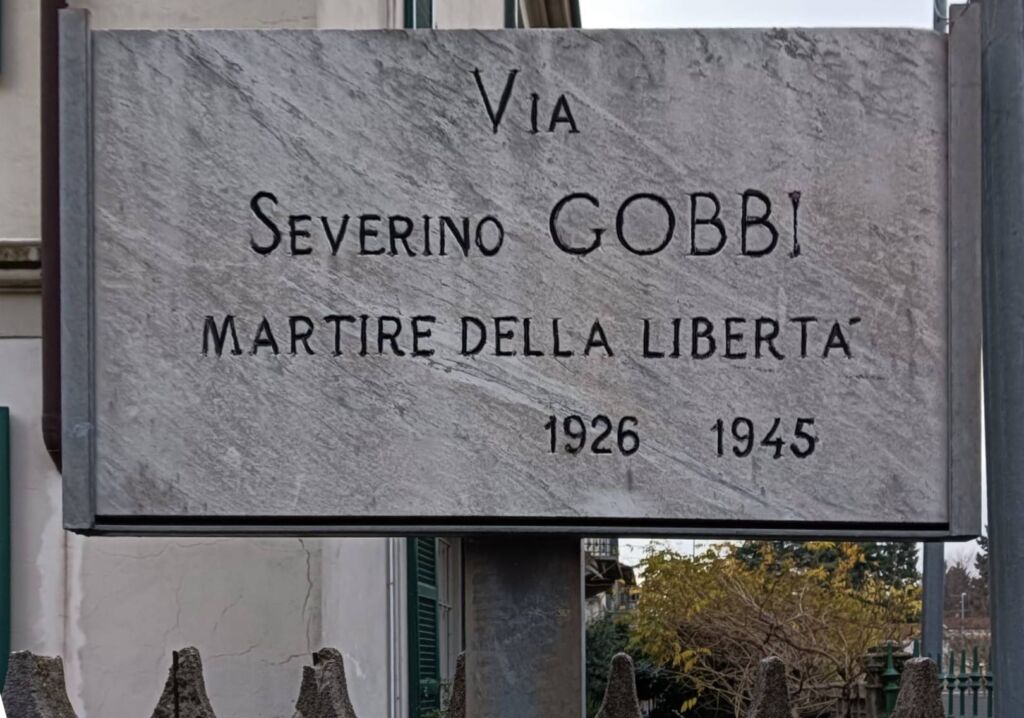 VIA
SEVERINO GOBBI
MARTIRE DELLA LIBERTA´
1926 1945